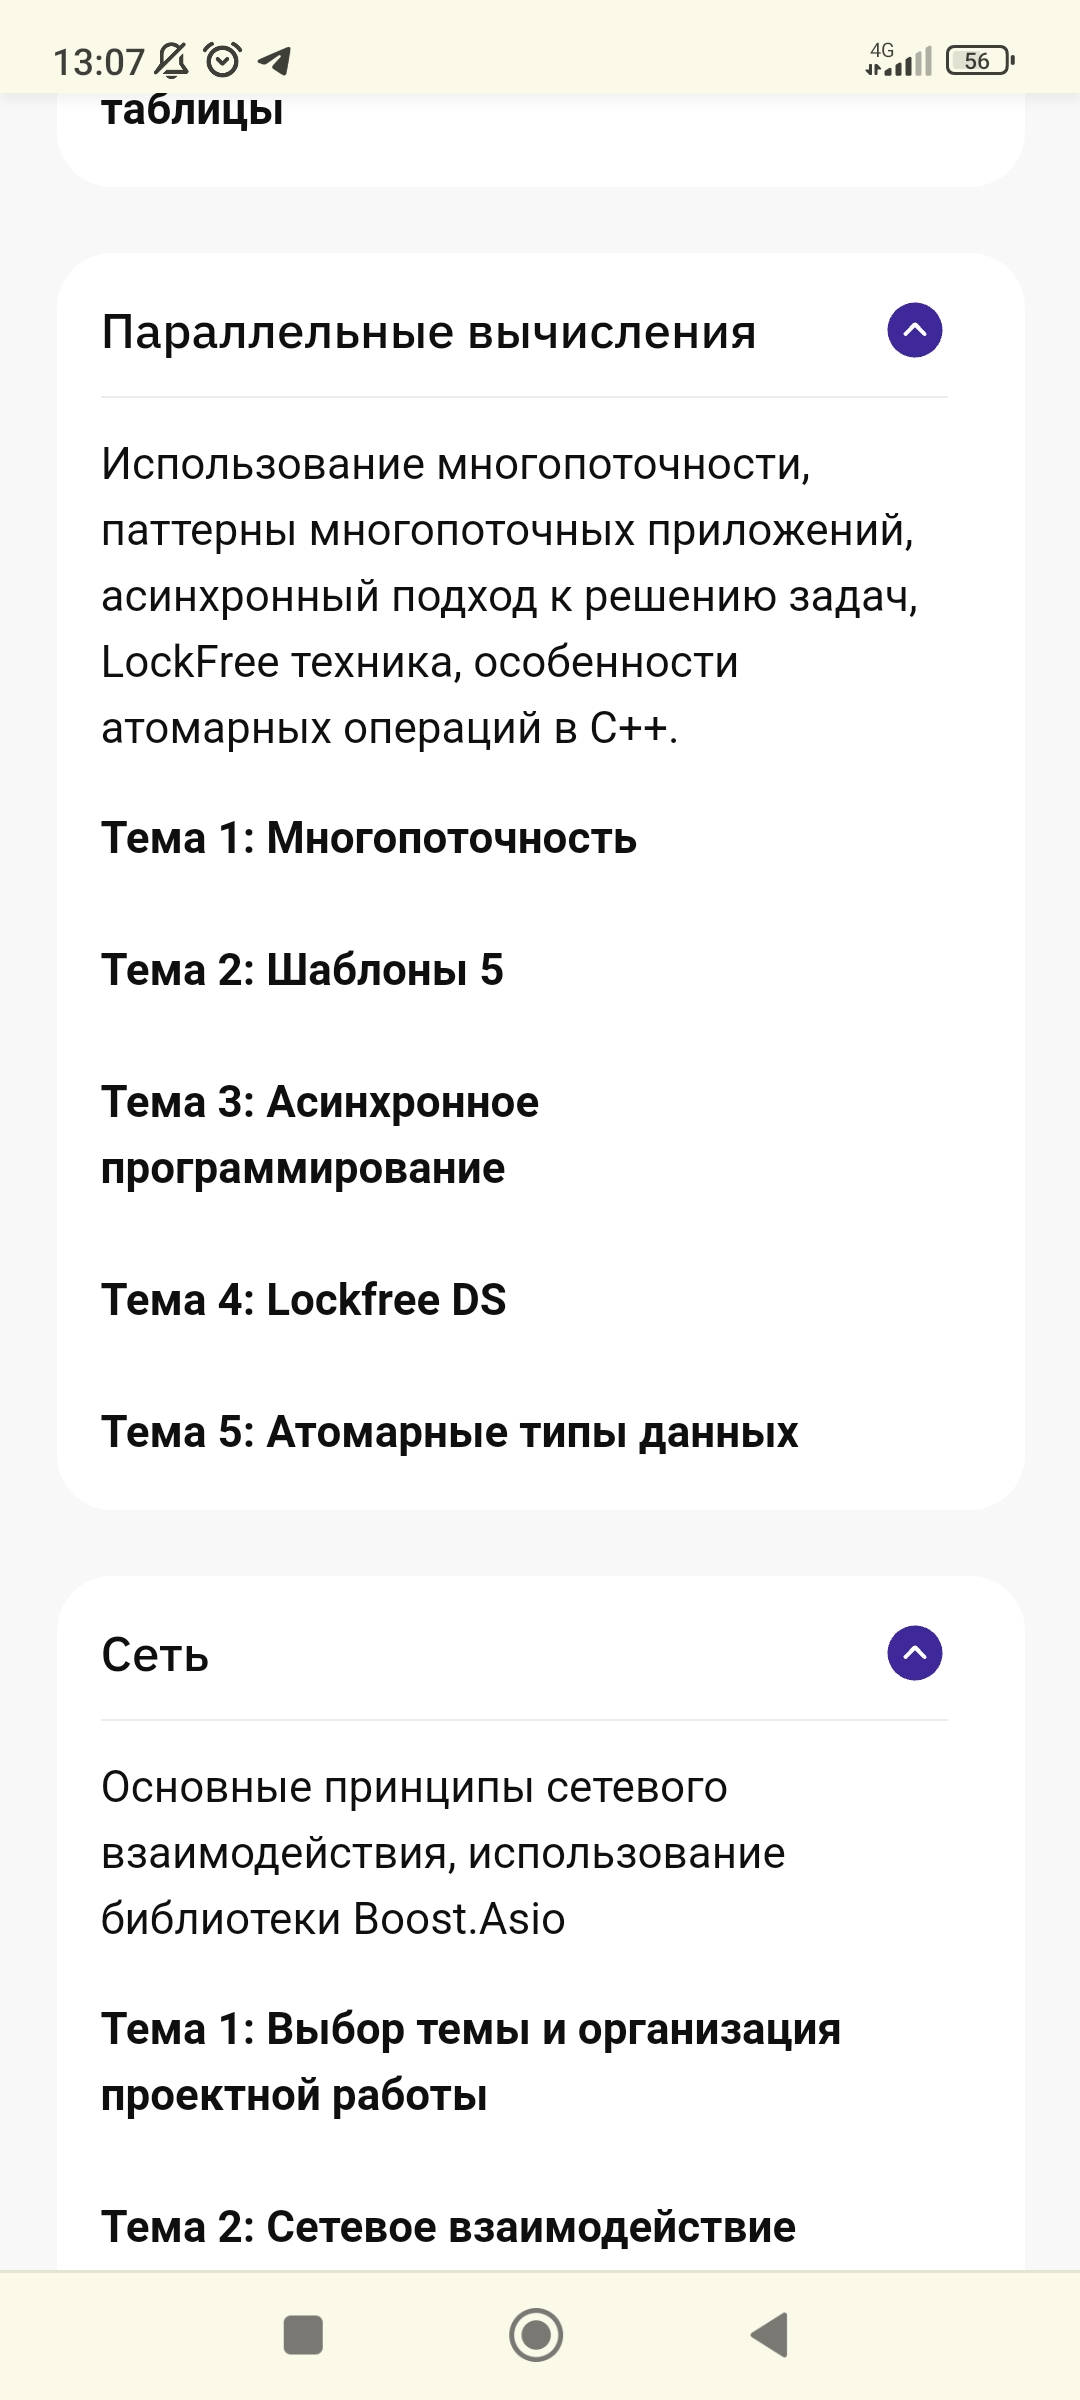 13:07
4G
56
таблицы
Параллельные вычисления
Использование многопоточности,
паттерны многопоточных приложений,
асинхронный подход к решению задач,
LockFree техника, особенности
атомарных операций в C++.
Тема 1: Многопоточность
Тема 2: Шаблоны 5
Тема 3: Асинхронное
программирование
Тема 4: Lockfree DS
Тема 5: Атомарные типы данных
Сеть
Основные принципы сетевого
взаимодействия, использование
библиотеки Boost.Asio
Тема 1: Выбор темы и организация
проектной работы
Тема 2: Сетевое взаимодействие